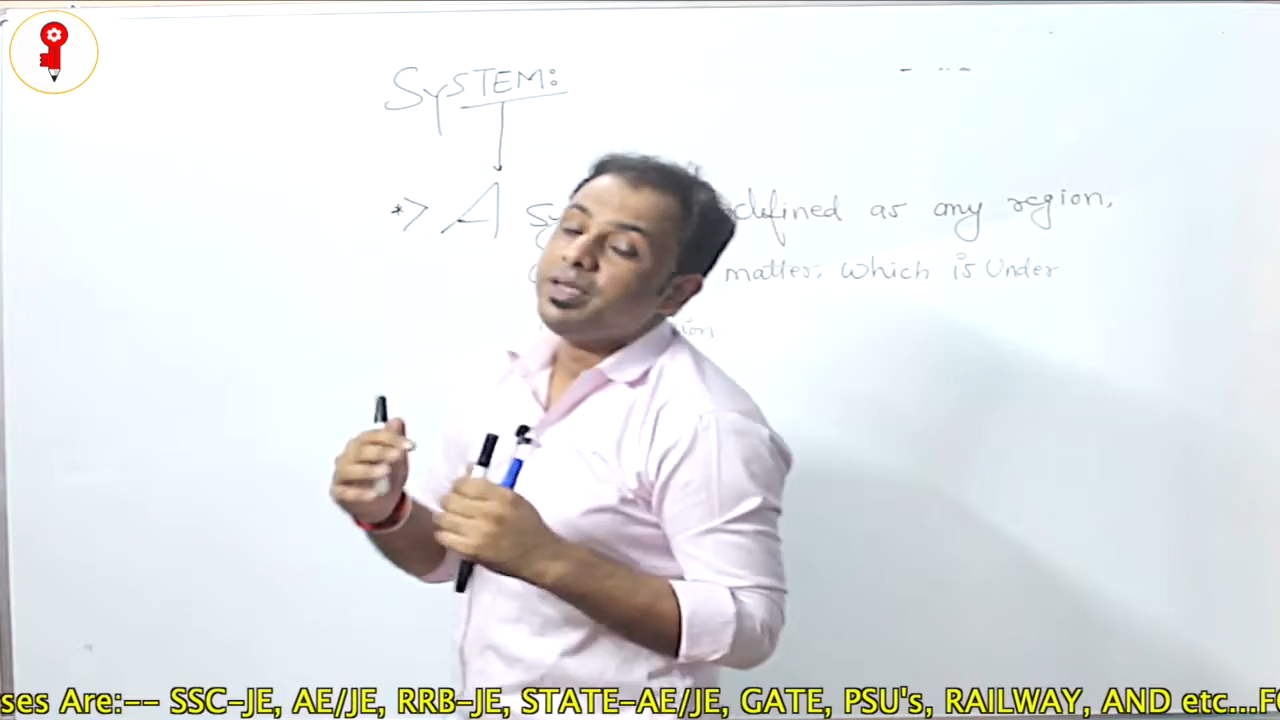 SySTEM:
*> A defined as any region,
matter, which is Under
ses Are:-- SSC-JE, AE/JE, RRB-JE, STATE-AE/JE, GATE, PSU's, RAILWAY, AND etc...FO